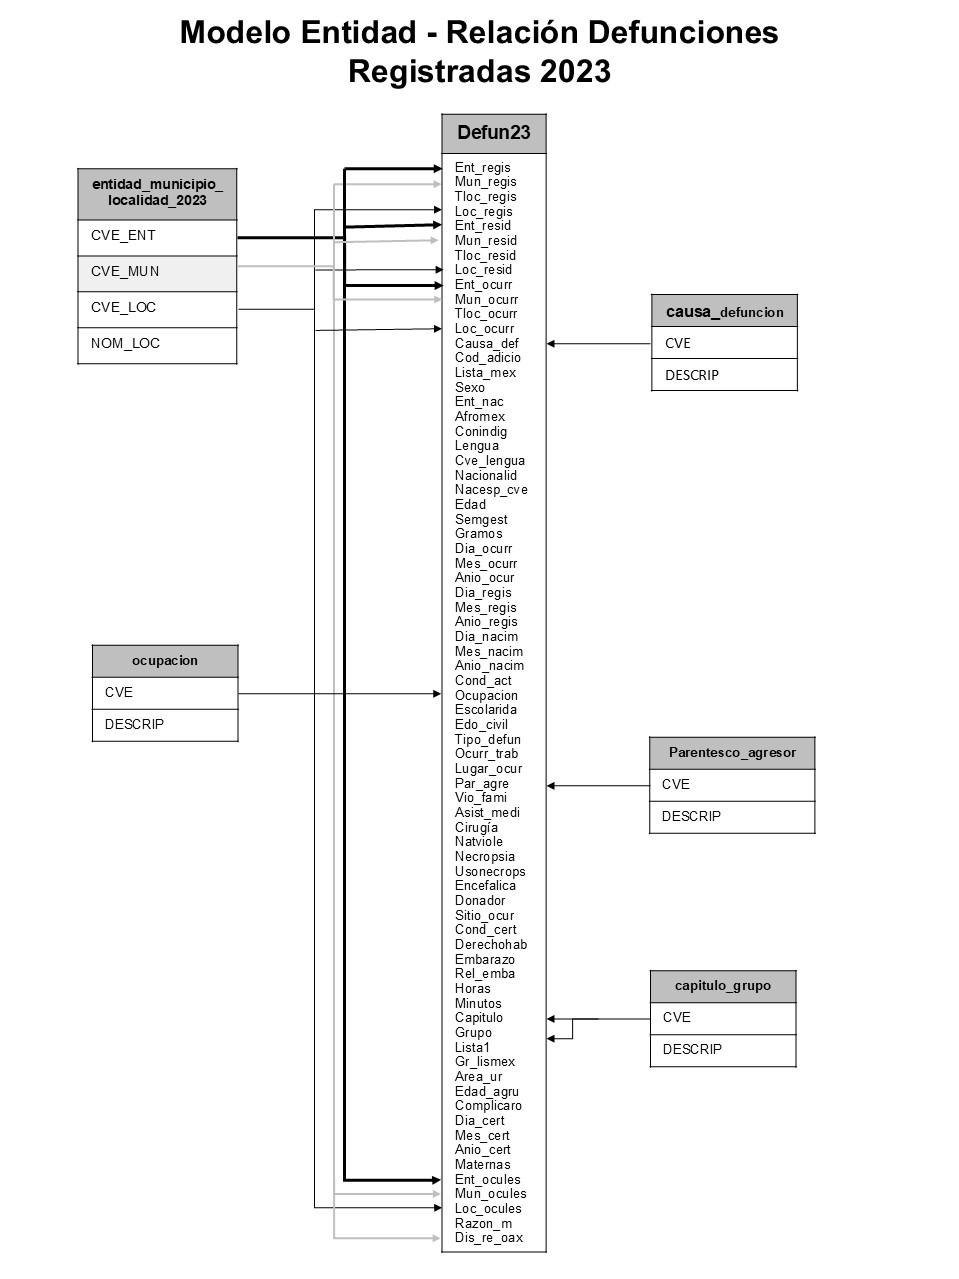 Modelo Entidad - Relación Defunciones
Registradas 2023
entidad_municipio_
localidad_2023
CVE_ENT
CVE_MUN
CVE_LOC
NOM_LOC
ocupacion
CVE
DESCRIP
Defun23
Ent_regis
Mun_regis
Tloc_regis
Loc_regis
Ent_resid
Mun_resid
Tloc_resid
Loc_resid
Ent_ocurr
Mun_ocurr
Tloc_ocurr
Loc_ocurr
Causa_def
Cod_adicio
Lista_mex
Sexo
Ent_nac
Afromex
Conindig
Lengua
Cve_lengua
Nacionalid
Nacesp_cve
Edad
Semgest
Gramos
Dia_ocurr
Mes_ocurr
Anio_ocur
Dia_regis
Mes_regis
Anio_regis
Dia_nacim
Mes_nacim
Anio_nacim
Cond_act
Ocupacion
Escolarida
Edo_civil
Tipo_defun
Ocurr_trab
Lugar_ocur
Par_agre
Vio_fami
Asist_medi
Cirugía
Natviole
Necropsia
Usonecrops
Encefalica
Donador
Sitio_ocur
Cond_cert
Derechohab
Embarazo
Rel_emba
Horas
Minutos
Capitulo
Grupo
Lista1
Gr_lismex
Area_ur
Edad_agru
Complicaro
Dia_cert
Mes_cert
Anio_cert
Maternas
Ent_ocules
Mun_ocules
Loc_ocules
Razon_m
Dis_re_oax
causa_defuncion
CVE
DESCRIP
Parentesco_agresor
CVE
DESCRIP
capitulo_grupo
CVE
DESCRIP